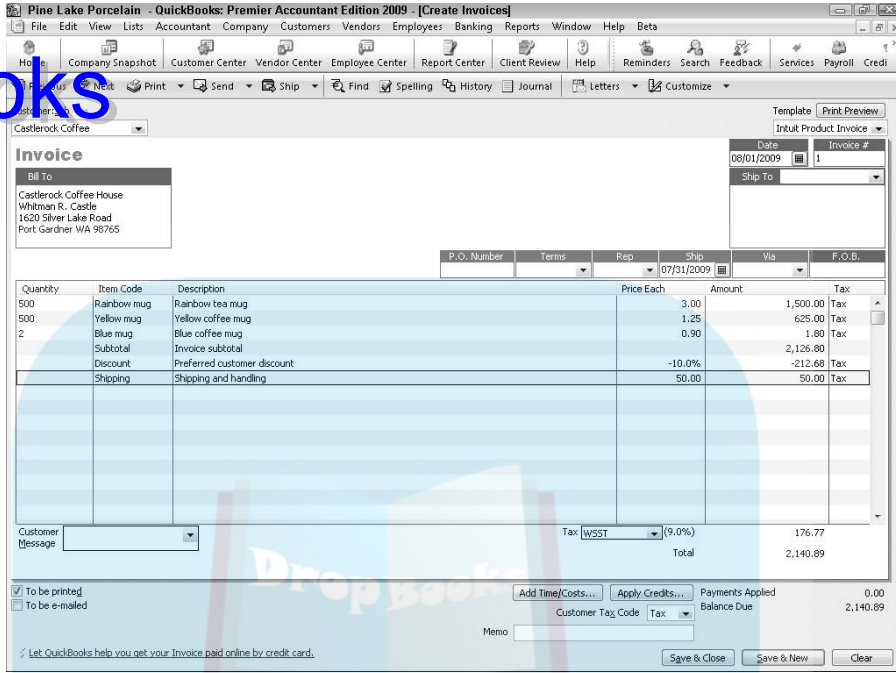 Pine Lake Porcelain - QuickBooks: Premier Accountant Edition 2009 - [Create Invoices]
File Edit View Lists Accountant Company Customers Vendors Employees Banking Reports Window Help Beta
Company Snapshot Customer Center Vendor Center Employee Center Report Center Client Review Help Reminders Search Feedback Services Payroll Credi
oks
Next Print Send Ship Find Spelling History Journal Letters Customize
Template Print Preview
Castlerock Coffee Intuit Product Invoice
Invoice
Date Invoice #
08/01/2009 1
Bill To Ship To
Castlerock Coffee House
Whitman R. Castle
1620 Silver Lake Road
Port Gardner WA 98765
P.O. Number Terms Rep Ship Via F.O.B.
07/31/2009
Quantity Item Code Description Price Each Amount Tax
500 Rainbow mug Rainbow tea mug 3.00 1,500.00 Tax
500 Yellow mug Yellow coffee mug 1.25 625.00 Tax
2 Blue mug Blue coffee mug 0.90 1.80 Tax
Subtotal Invoice subtotal 2,126.80
Discount Preferred customer discount -10.0% -212.68 Tax
Shipping Shipping and handling 50.00 50.00 Tax
Customer Message Tax WSST (9.0%) 176.77
Total 2,140.89
DropBooks
To be printed Add Time/Costs... Apply Credits... Payments Applied 0.00
To be e-mailed Customer Tax Code Tax Balance Due 2,140.89
Memo
Let QuickBooks help you get your Invoice paid online by credit card.
Save & Close Save & New Clear